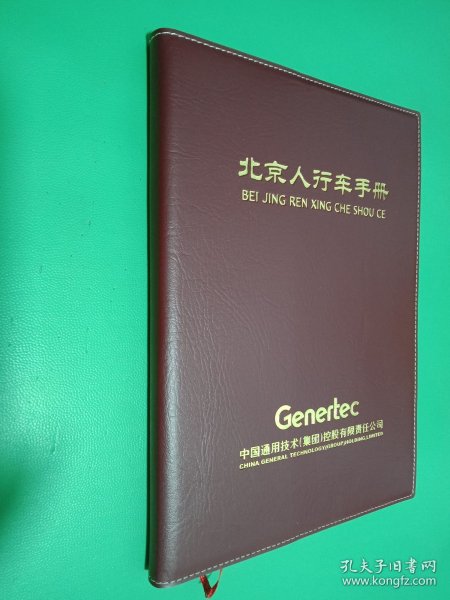 北京人行车手册
BEI JING REN XING CHE SHOU CE
Genertec
中国通用技术(集团)控股有限责任公司
CHINA GENERAL TECHNOLOGY(GROUP)HOLDING,LIMITED
孔夫子旧书网
www.kongfz.com